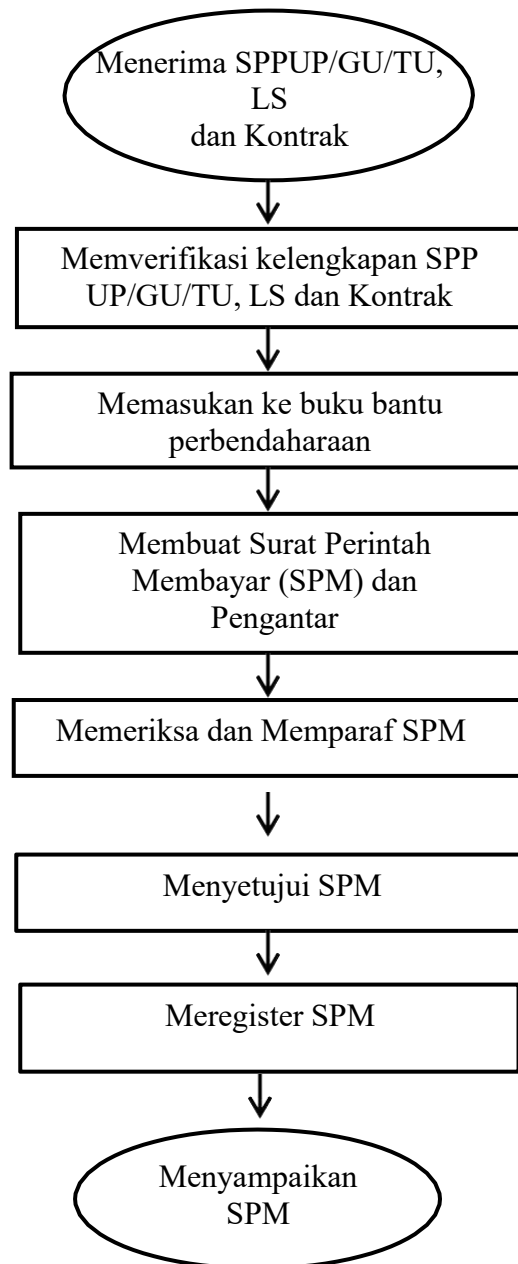 Menerima SPPUP/GU/TU,
LS
dan Kontrak
Memverifikasi kelengkapan SPP
UP/GU/TU, LS dan Kontrak
Memasukan ke buku bantu
perbendaharaan
Membuat Surat Perintah
Membayar (SPM) dan
Pengantar
Memeriksa dan Memparaf SPM
Menyetujui SPM
Meregister SPM
Menyampaikan
SPM